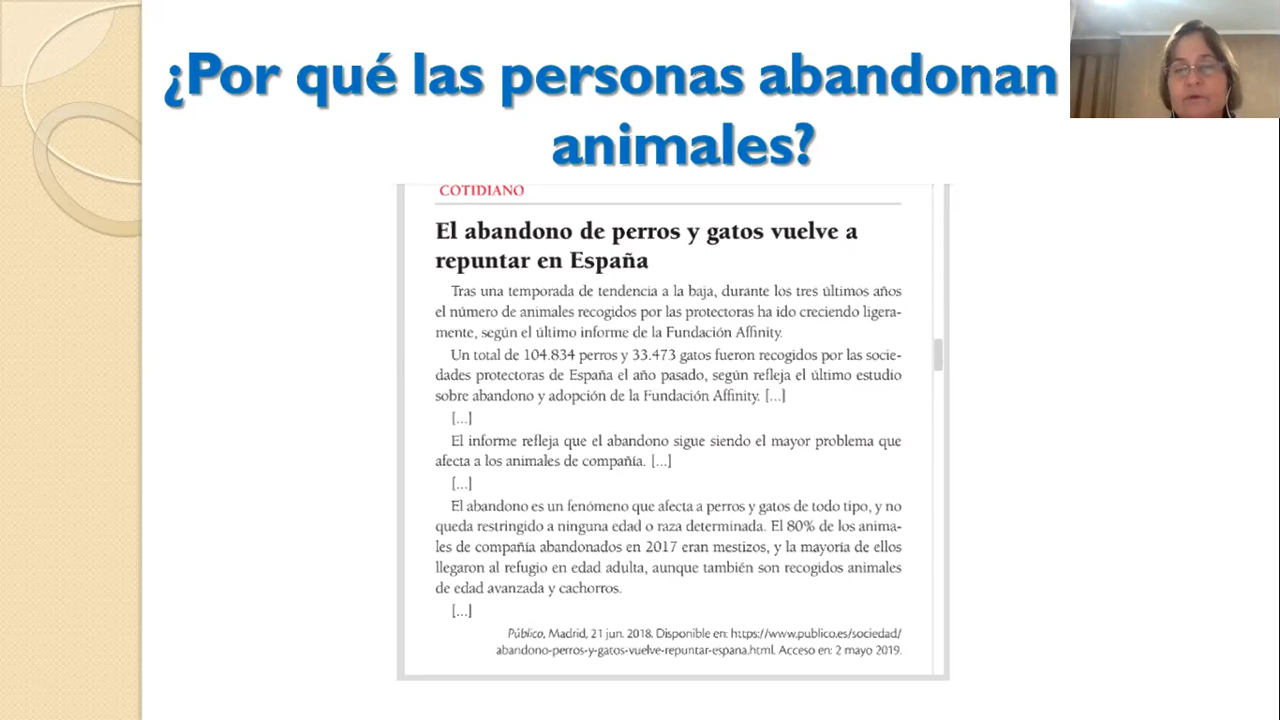 ¿Por qué las personas abandonan
animales?
COTIDIANO
El abandono de perros y gatos vuelve a
repuntar en España
Tras una temporada de tendencia a la baja, durante los tres últimos años
el número de animales recogidos por las protectoras ha ido creciendo ligera-
mente, según el último informe de la Fundación Affinity.
Un total de 104.834 perros y 33.473 gatos fueron recogidos por las socie-
dades protectoras de España el año pasado, según refleja el último estudio
sobre abandono y adopción de la Fundación Affinity. [...]
[...]
El informe refleja que el abandono sigue siendo el mayor problema que
afecta a los animales de compañía. [...]
[...]
El abandono es un fenómeno que afecta a perros y gatos de todo tipo, y no
queda restringido a ninguna edad o raza determinada. El 80% de los anima-
les de compañía abandonados en 2017 eran mestizos, y la mayoría de ellos
llegaron al refugio en edad adulta, aunque también son recogidos animales
de edad avanzada y cachorros.
[...]
Público, Madrid, 21 jun. 2018. Disponible en: https://www.publico.es/sociedad/
abandono-perros-y-gatos-vuelve-repuntar-espana.html. Acceso en: 2 mayo 2019.